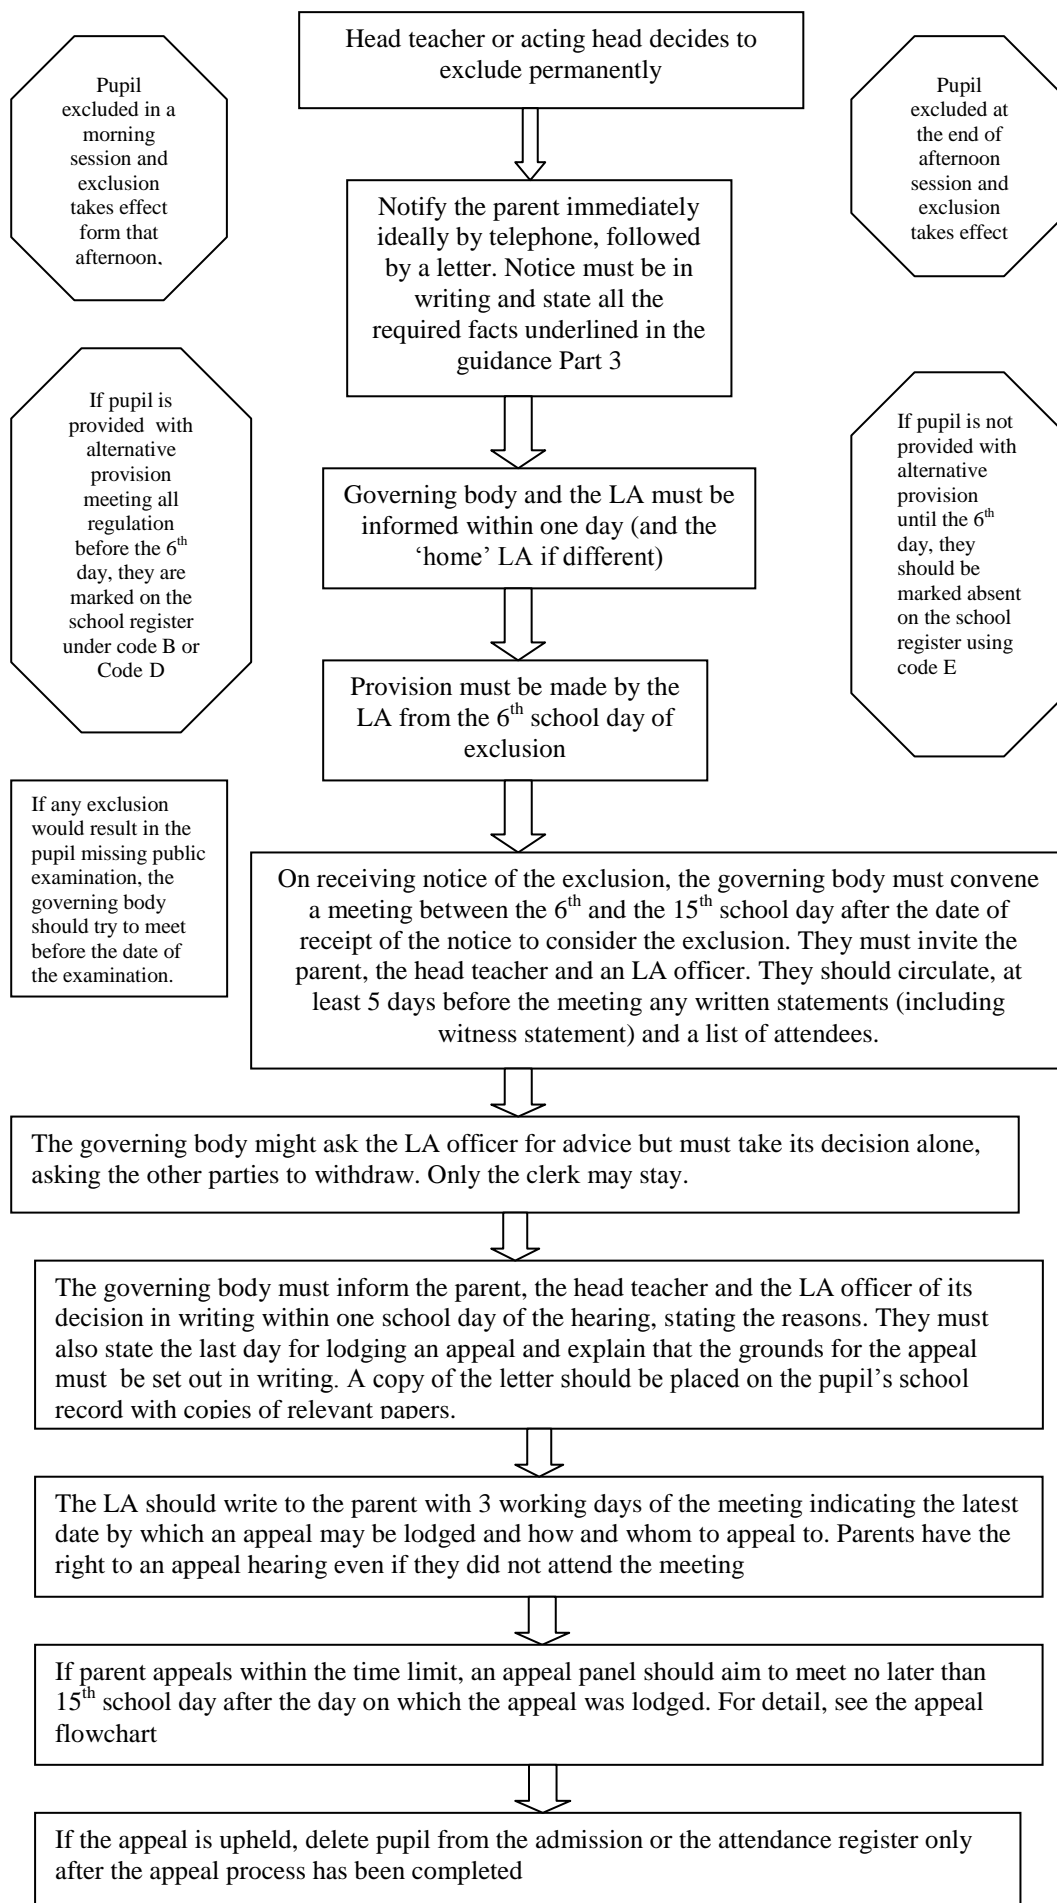 Head teacher or acting head decides to
exclude permanently
Pupil
excluded in a
morning
session and
exclusion
takes effect
form that
afternoon,
Pupil
excluded at
the end of
afternoon
session and
exclusion
takes effect
Notify the parent immediately
ideally by telephone, followed
by a letter. Notice must be in
writing and state all the
required facts underlined in the
guidance Part 3
If pupil is
provided with
alternative
provision
meeting all
regulation
before the 6th
day, they are
marked on the
school register
under code B or
Code D
If pupil is not
provided with
alternative
provision
until the 6th
day, they
should be
marked absent
on the school
register using
code E
Governing body and the LA must be
informed within one day (and the
‘home’ LA if different)
Provision must be made by the
LA from the 6th school day of
exclusion
If any exclusion
would result in the
pupil missing public
examination, the
governing body
should try to meet
before the date of
the examination.
On receiving notice of the exclusion, the governing body must convene
a meeting between the 6th and the 15th school day after the date of
receipt of the notice to consider the exclusion. They must invite the
parent, the head teacher and an LA officer. They should circulate, at
least 5 days before the meeting any written statements (including
witness statement) and a list of attendees.
The governing body might ask the LA officer for advice but must take its decision alone,
asking the other parties to withdraw. Only the clerk may stay.
The governing body must inform the parent, the head teacher and the LA officer of its
decision in writing within one school day of the hearing, stating the reasons. They must
also state the last day for lodging an appeal and explain that the grounds for the appeal
must be set out in writing. A copy of the letter should be placed on the pupil’s school
record with copies of relevant papers.
The LA should write to the parent with 3 working days of the meeting indicating the latest
date by which an appeal may be lodged and how and whom to appeal to. Parents have the
right to an appeal hearing even if they did not attend the meeting
If parent appeals within the time limit, an appeal panel should aim to meet no later than
15th school day after the day on which the appeal was lodged. For detail, see the appeal
flowchart
If the appeal is upheld, delete pupil from the admission or the attendance register only
after the appeal process has been completed